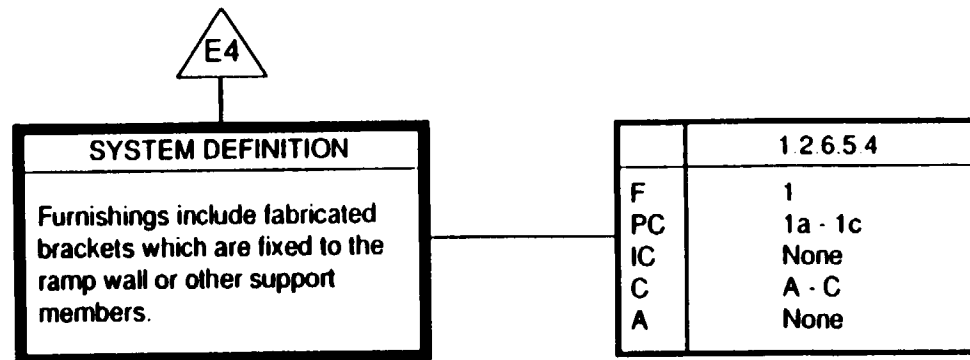 E4
SYSTEM DEFINITION
Furnishings include fabricated
brackets which are fixed to the
ramp wall or other support
members.
1.2.6.5.4
F 1
PC 1a - 1c
IC None
C A - C
A None